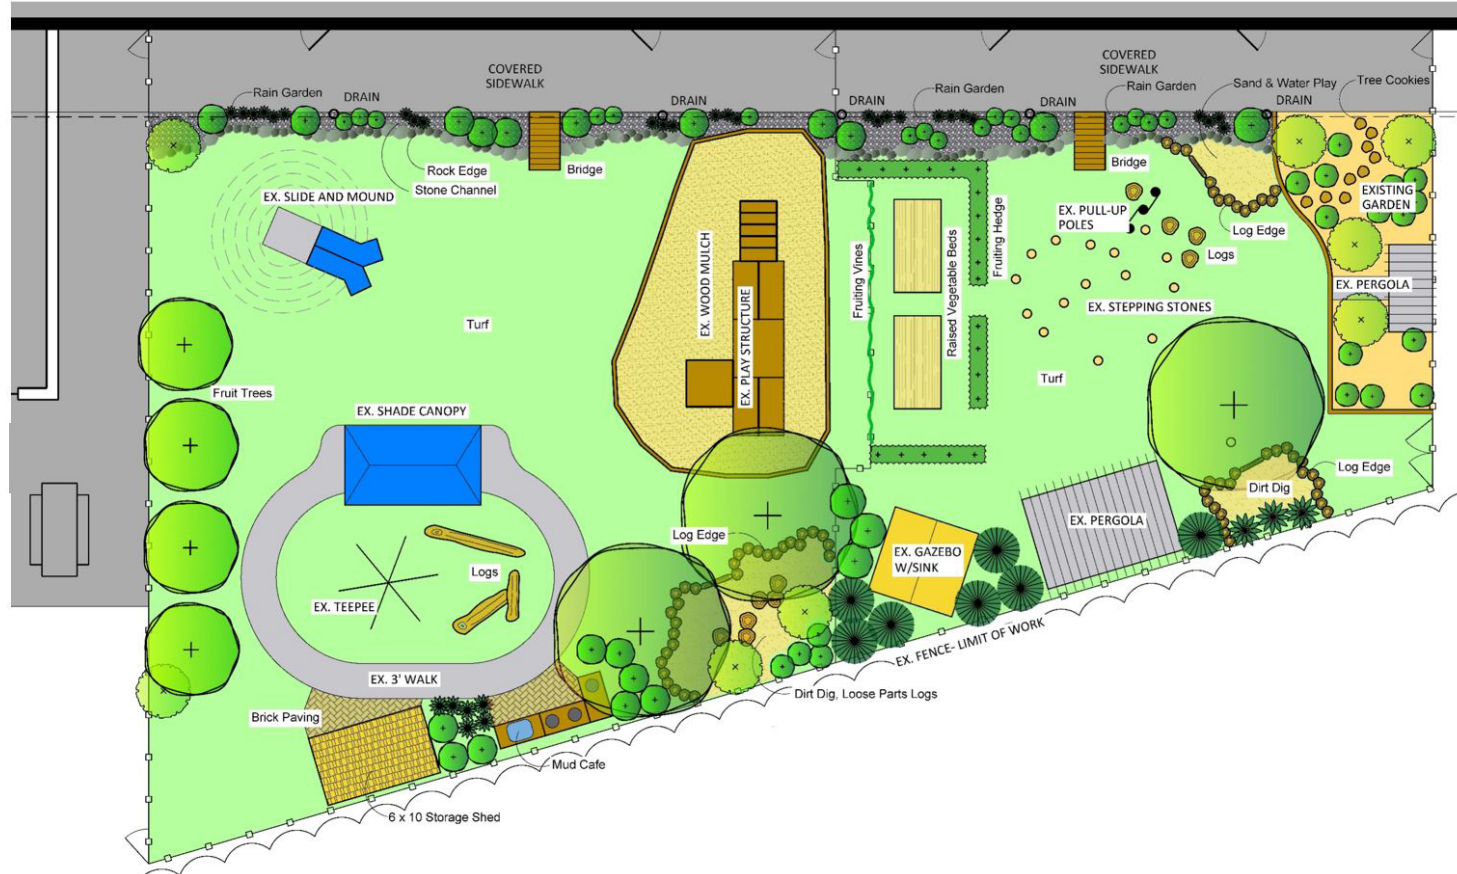 COVERED
SIDEWALK
COVERED
SIDEWALK
Rain Garden
DRAIN
DRAIN
DRAIN
Rain Garden
DRAIN
Rain Garden
Sand & Water Play
Tree Cookies
DRAIN
Rock Edge
Stone Channel
Bridge
Bridge
EX. SLIDE AND MOUND
EX. PULL-UP
POLES
EXISTING
GARDEN
Log Edge
Logs
EX. WOOD MULCH
EX. PLAY STRUCTURE
Fruiting Vines
Raised Vegetable Beds
Fruiting Hedge
EX. PERGOLA
EX. STEPPING STONES
Turf
Turf
Fruit Trees
EX. SHADE CANOPY
Log Edge
Dirt Dig
EX. PERGOLA
Log Edge
EX. GAZEBO
W/SINK
Logs
EX. TEEPEE
EX. FENCE- LIMIT OF WORK
EX. 3' WALK
Dirt Dig, Loose Parts Logs
Brick Paving
Mud Cafe
6 x 10 Storage Shed